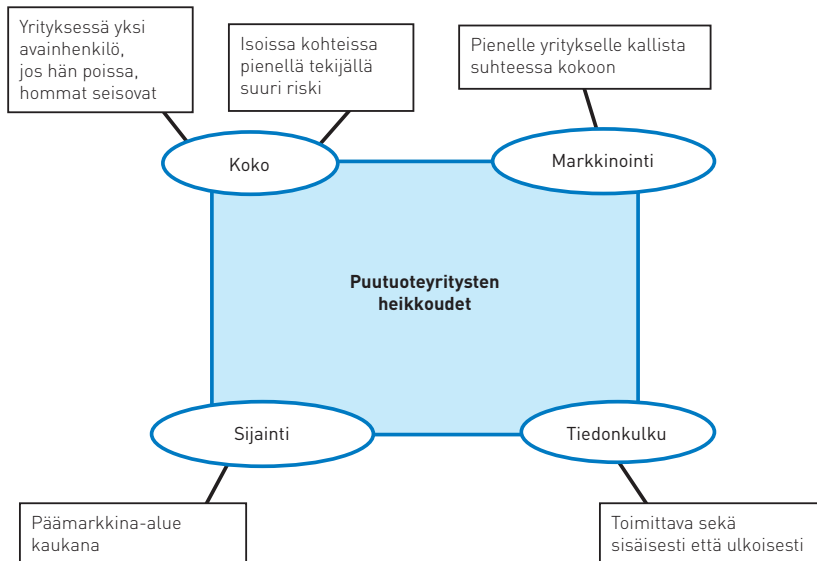 Yrityksessä yksi
avainhenkilö,
jos hän poissa,
hommat seisovat
Isoissa kohteissa
pienellä tekijällä
suuri riski
Pienelle yritykselle kallista
suhteessa kokoon
Koko
Markkinointi
Puutuoteyritysten
heikkoudet
Sijainti
Tiedonkulku
Päämarkkina-alue
kaukana
Toimittava sekä
sisäisesti että ulkoisesti